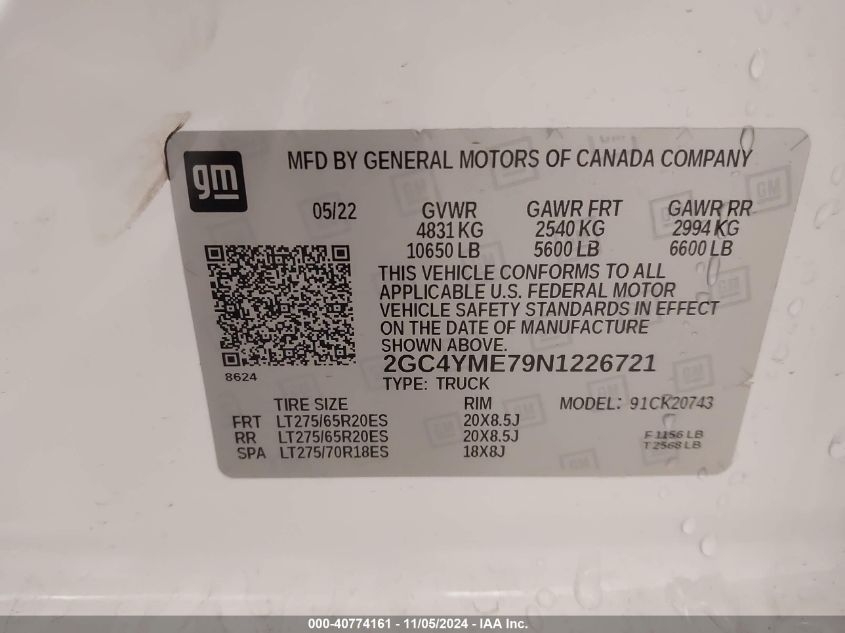 gm
MFD BY GENERAL MOTORS OF CANADA COMPANY
05/22 GVWR GAWR FRT GAWR RR
4831 KG 2540 KG 2994 KG
10650 LB 5600 LB 6600 LB
THIS VEHICLE CONFORMS TO ALL
APPLICABLE U.S. FEDERAL MOTOR
VEHICLE SAFETY STANDARDS IN EFFECT
ON THE DATE OF MANUFACTURE
SHOWN ABOVE.
2GC4YME79N1226721
8624
TYPE: TRUCK
TIRE SIZE RIM MODEL: 91CK20743
FRT LT275/65R20ES 20X8.5J
RR LT275/65R20ES 20X8.5J F 1156 LB
SPA LT275/70R18ES 18X8J T 2568 LB
000-40774161 - 11/05/2024 - IAA Inc.